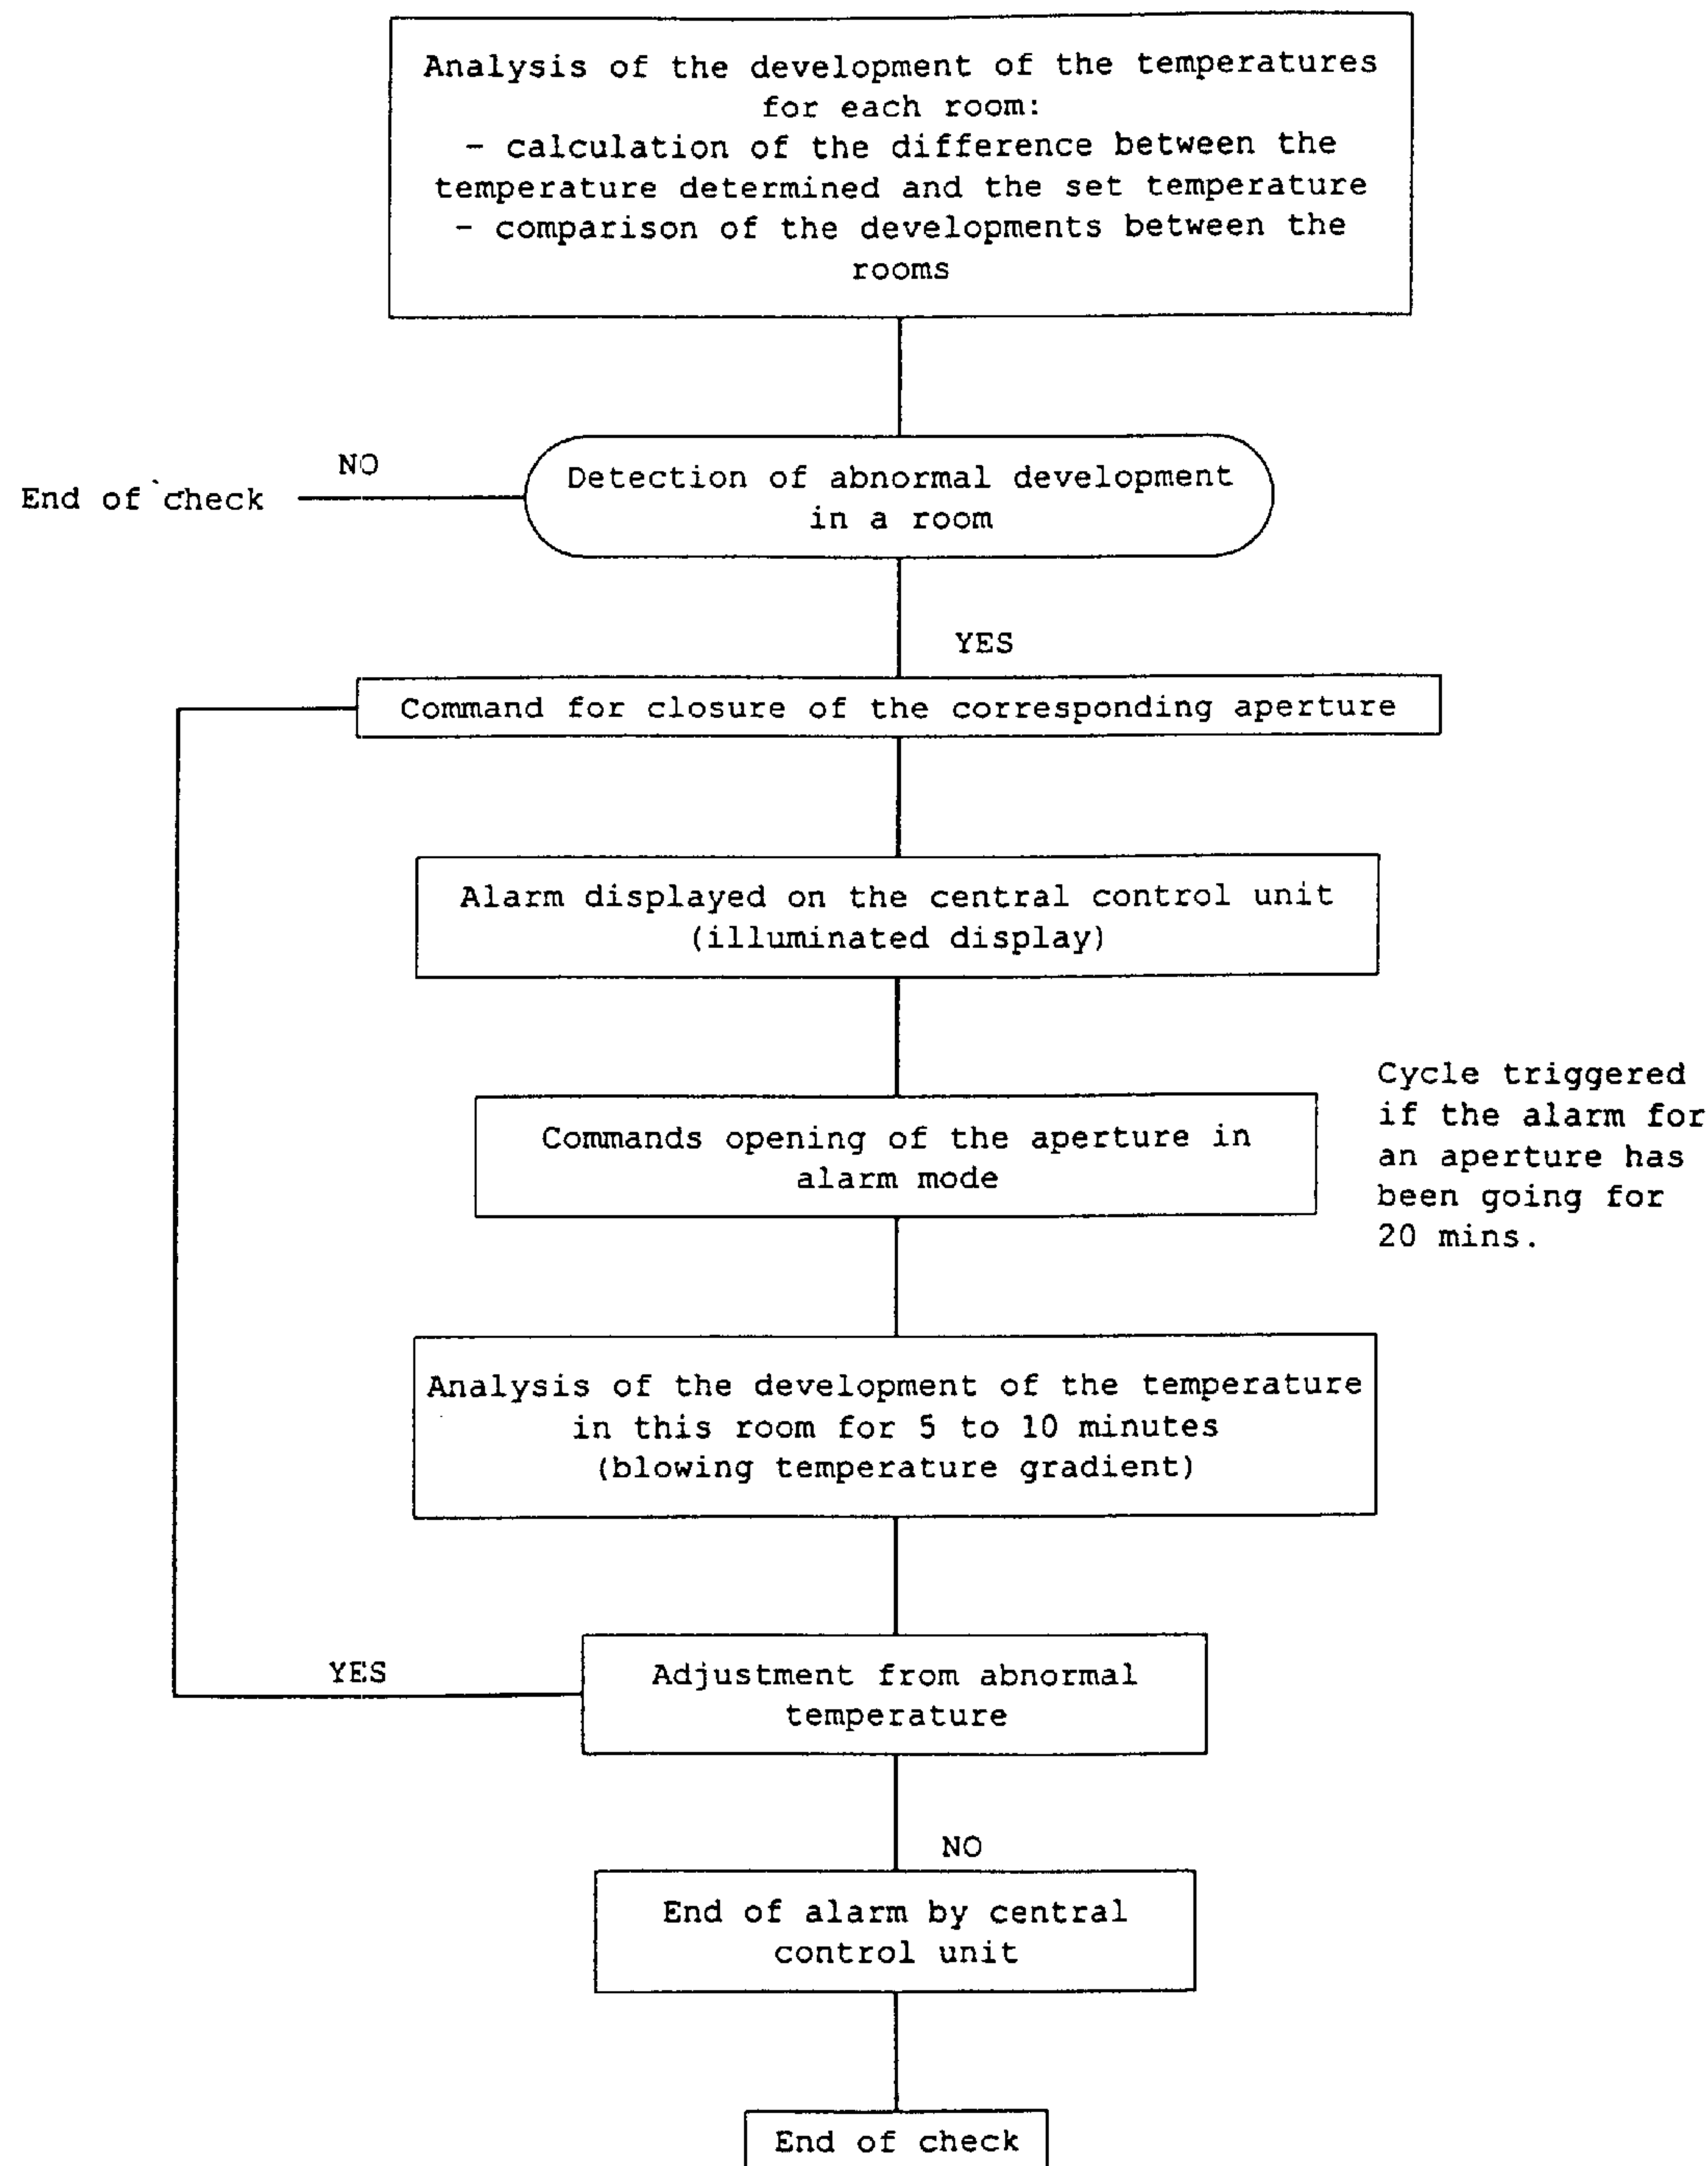 Analysis of the development of the temperatures
for each room:
- calculation of the difference between the
temperature determined and the set temperature
- comparison of the developments between the
rooms
NO
End of check
Detection of abnormal development
in a room
YES
Command for closure of the corresponding aperture
Alarm displayed on the central control unit
(illuminated display)
Cycle triggered
if the alarm for
an aperture has
been going for
20 mins.
Commands opening of the aperture in
alarm mode
Analysis of the development of the temperature
in this room for 5 to 10 minutes
(blowing temperature gradient)
YES
Adjustment from abnormal
temperature
NO
End of alarm by central
control unit
End of check